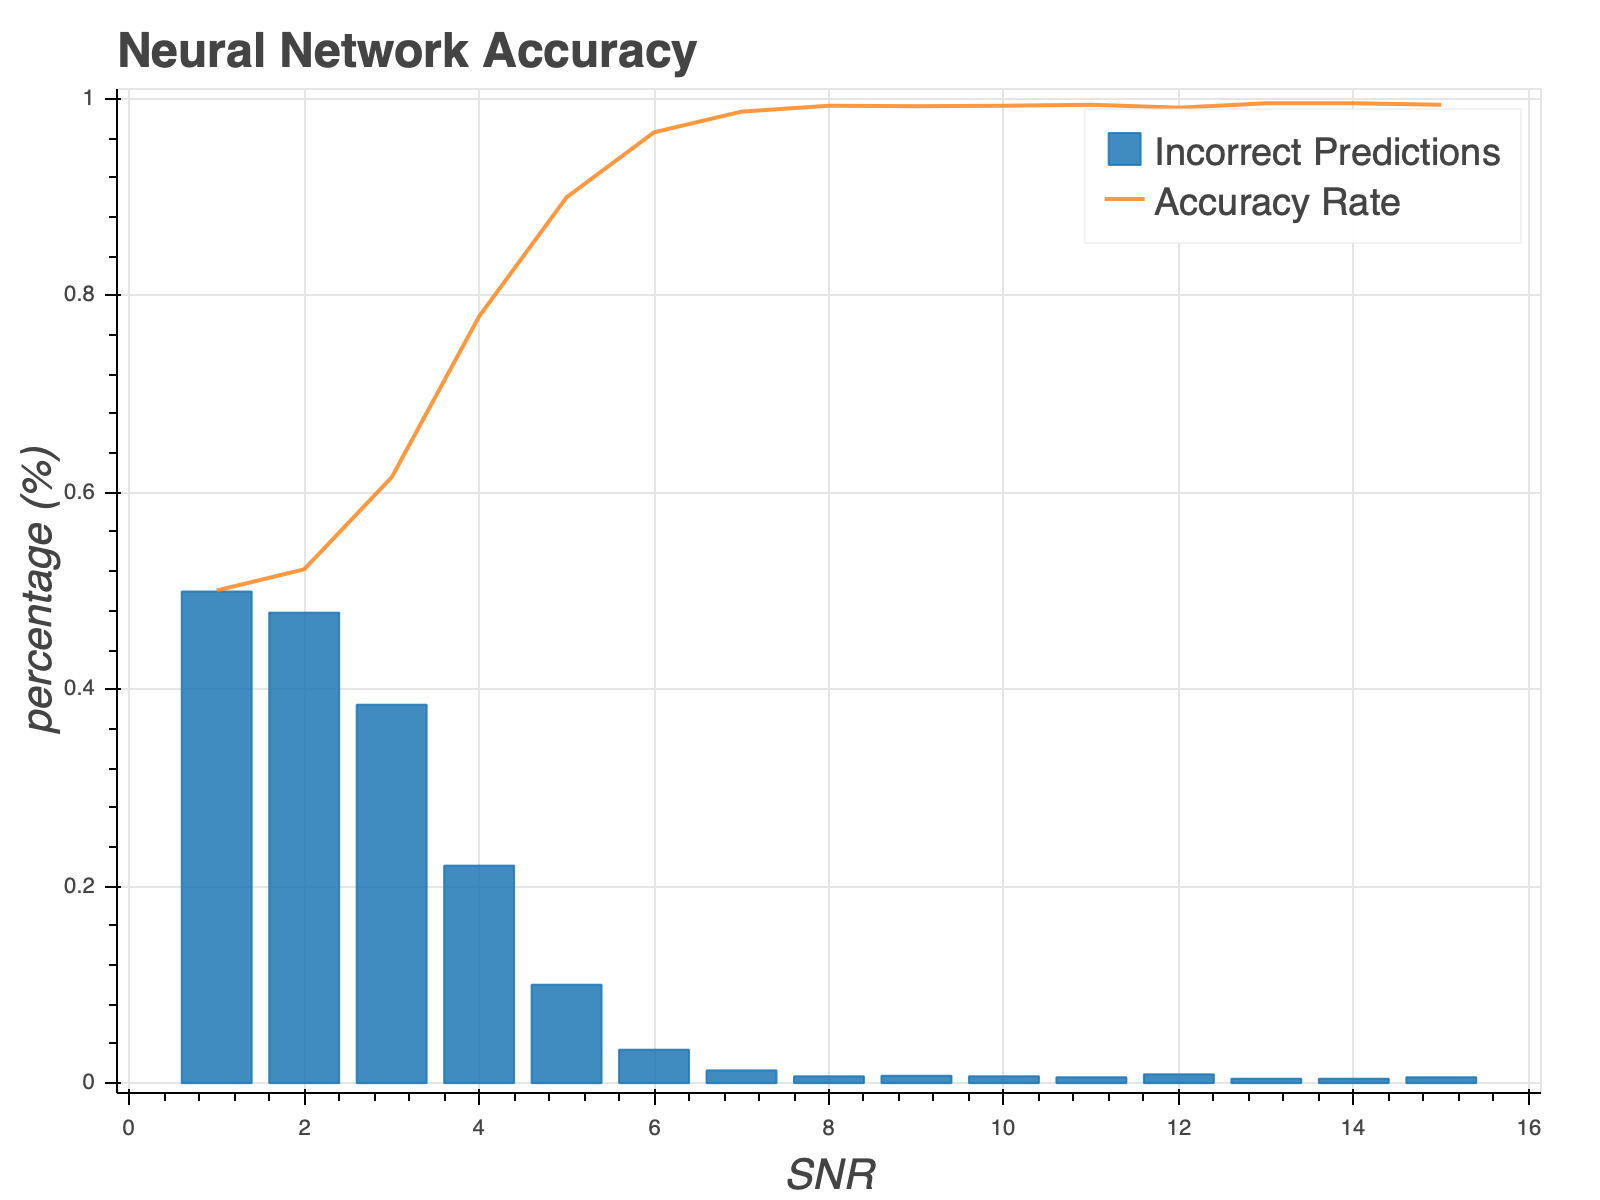 Neural Network Accuracy
1
0.8
0.6
0.4
0.2
0
percentage (%)
Incorrect Predictions
Accuracy Rate
0 2 4 6 8 10 12 14 16
SNR